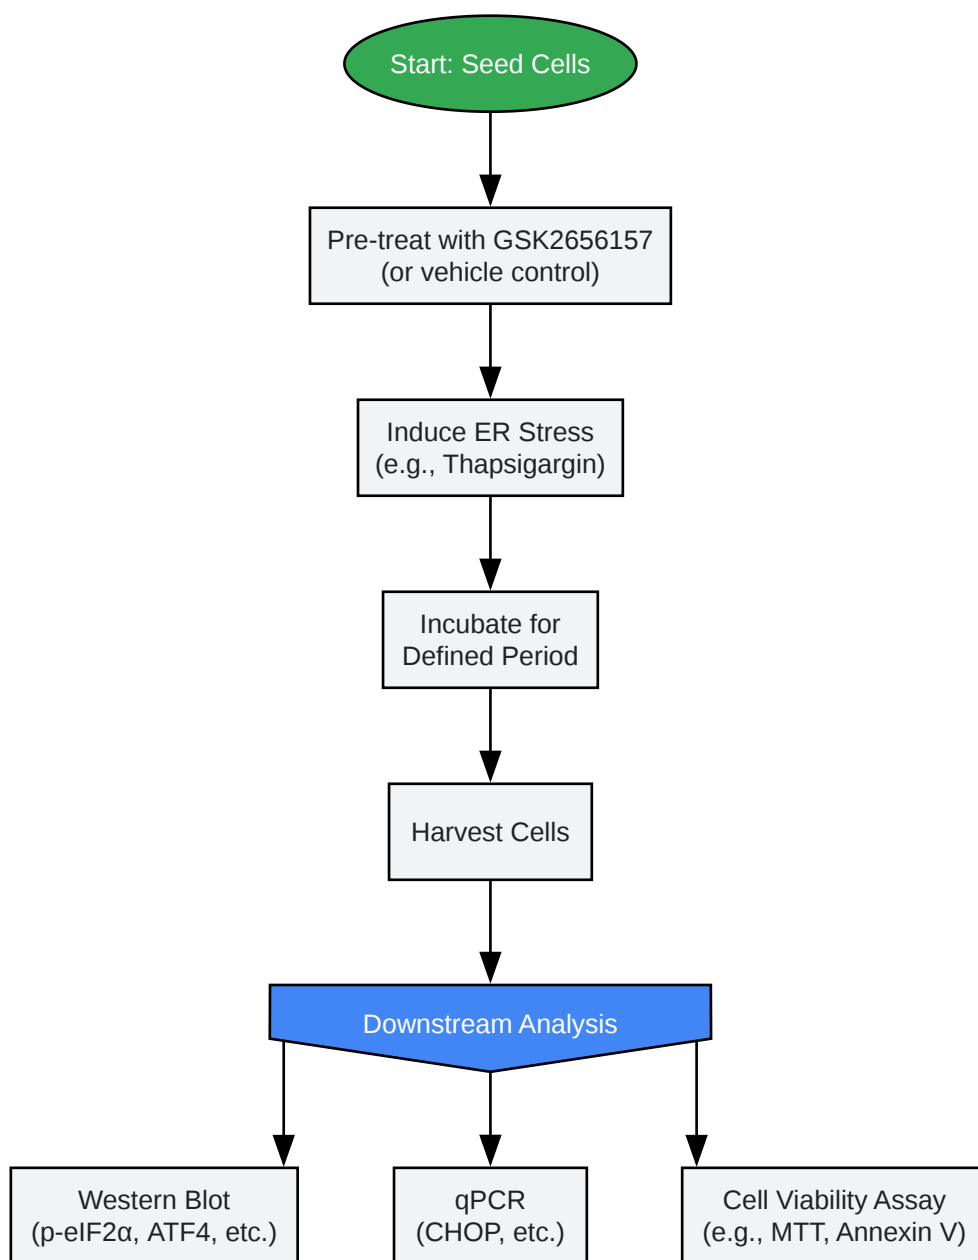 Start: Seed Cells
Pre-treat with GSK2656157
(or vehicle control)
Induce ER Stress
(e.g., Thapsigargin)
Incubate for
Defined Period
Harvest Cells
Downstream Analysis
Western Blot
(p-eIF2α, ATF4, etc.)
qPCR
(CHOP, etc.)
Cell Viability Assay
(e.g., MTT, Annexin V)